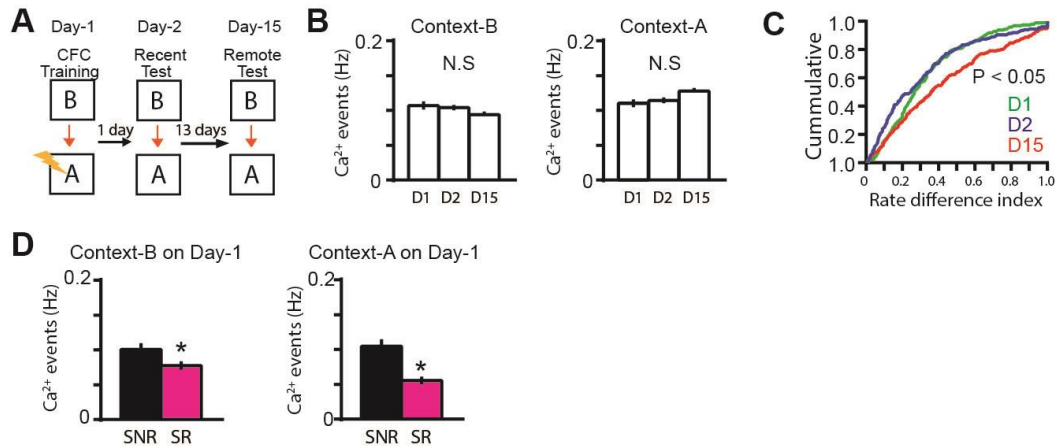 A
Day-1 Day-2 Day-15
CFC Training Recent Test Remote Test
B B B
1 day 13 days
A A A
B
Context-B Context-A
0.2 0.2
N.S N.S
Ca²⁺ events (Hz) Ca²⁺ events (Hz)
0 0
D1 D2 D15 D1 D2 D15
C
Cummulative
1.0
0.8
0.6
0.4
0.2
1.0
P < 0.05
D1
D2
D15
0.2 0.4 0.6 0.8 1.0
Rate difference index
D
Context-B on Day-1 Context-A on Day-1
0.2 0.2
* *
Ca²⁺ events (Hz) Ca²⁺ events (Hz)
0 0
SNR SR SNR SR